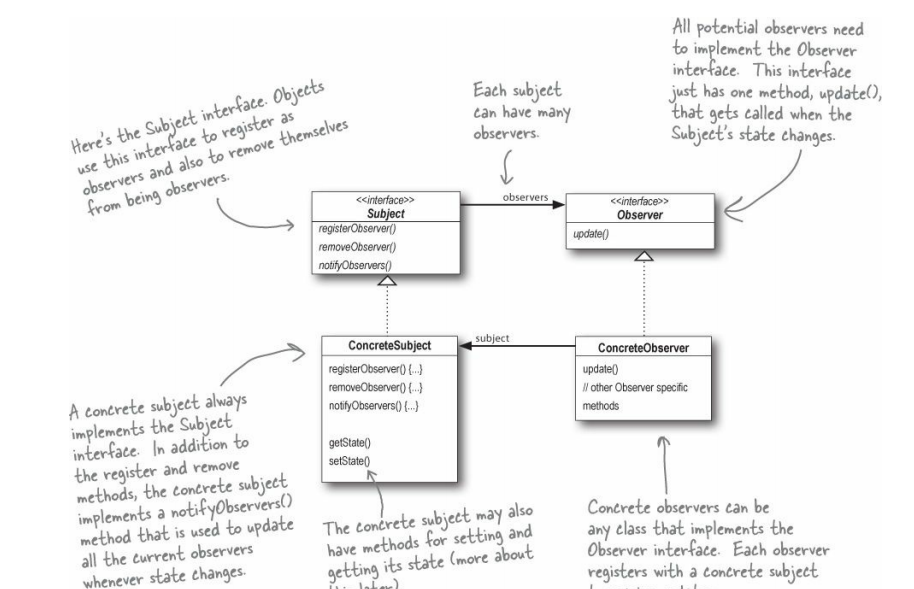 All potential observers need
to implement the Observer
interface. This interface
just has one method, update(),
that gets called when the
Subject's state changes.
Each subject
can have many
observers.
Here's the Subject interface. Objects
use this interface to register as
observers and also to remove themselves
from being observers.
<<interface>>
Subject
registerObserver()
removeObserver()
notifyObservers()
observers
<<interface>>
Observer
update()
ConcreteSubject
registerObserver() {...}
removeObserver() {...}
notifyObservers() {...}
getState()
setState()
subject
ConcreteObserver
update()
// other Observer specific
methods
A concrete subject always
implements the Subject
interface. In addition to
the register and remove
methods, the concrete subject
implements a notifyObservers()
method that is used to update
all the current observers
whenever state changes.
The concrete subject may also
have methods for setting and
getting its state (more about
Concrete observers can be
any class that implements the
Observer interface. Each observer
registers with a concrete subject